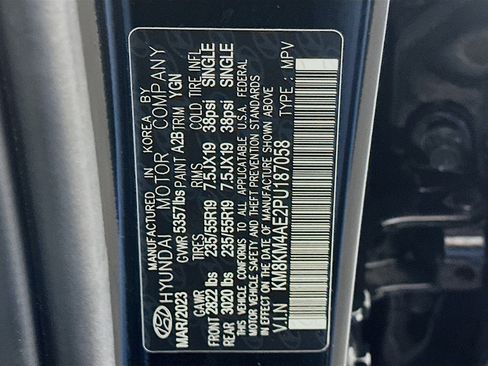 MANUFACTURED IN KOREA BY
HYUNDAI MOTOR COMPANY
MAR/2023 GVWR 5357 lbs PAINT A2B TRIM YGN
GAWR TIRES RIMS COLD TIRE INFL
FRONT 2822 lbs 235/55R19 7.5JX19 38psi SINGLE
REAR 3020 lbs 235/55R19 7.5JX19 38psi SINGLE
THIS VEHICLE CONFORMS TO ALL APPLICABLE U.S.A. FEDERAL
MOTOR VEHICLE SAFETY AND THEFT PREVENTION STANDARDS
IN EFFECT ON THE DATE OF MANUFACTURE SHOWN ABOVE
V.I.N KM8KM4AE2PU187058 TYPE : MPV